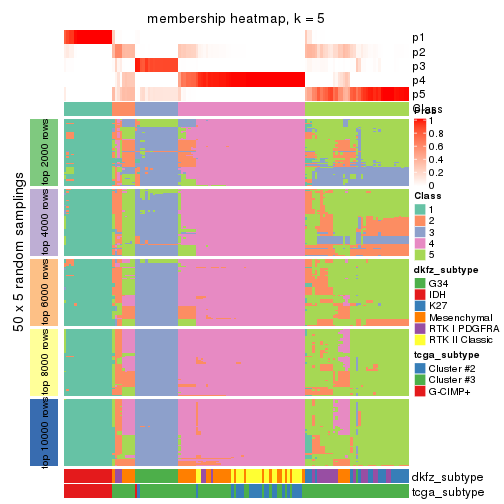 membership heatmap, k = 5
p1
p2
p3
p4
p5
Class
50 x 5 random samplings
top 2000 rows
top 4000 rows
top 6000 rows
top 8000 rows
top 10000 rows
1
0.8
0.6
0.4
0.2
0
Class
1
2
3
4
5
dkfz_subtype
G34
IDH
K27
Mesenchymal
RTK I PDGFRA
RTK II Classic
tcga_subtype
Cluster #2
Cluster #3
G-CIMP+
dkfz_subtype
tcga_subtype